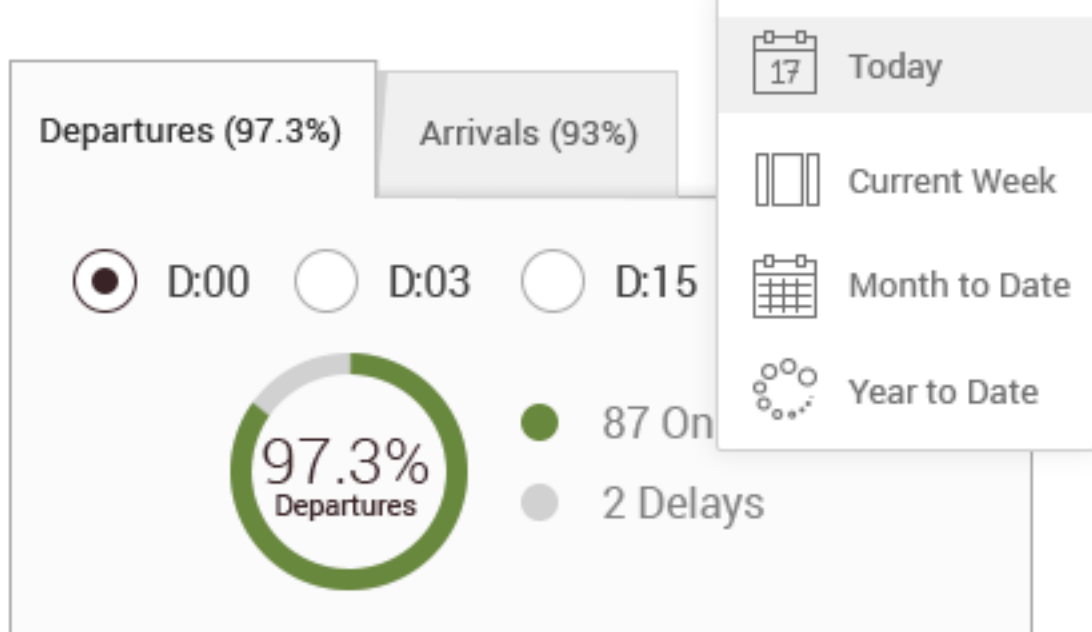 Departures (97.3%)
Arrivals (93%)
D:00
D:03
D:15
97.3%
Departures
87 On
2 Delays
17
Today
Current Week
Month to Date
Year to Date